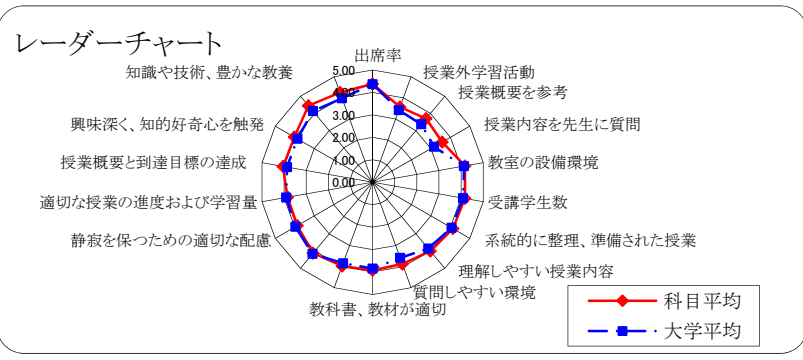 レーダーチャート
出席率
授業外学習活動
授業概要を参考
授業内容を先生に質問
教室の設備環境
受講学生数
系統的に整理、準備された授業
理解しやすい授業内容
質問しやすい環境
教科書、教材が適切
静寂を保つための適切な配慮
適切な授業の進度および学習量
授業概要と到達目標の達成
興味深く、知的好奇心を触発
知識や技術、豊かな教養
5.00
4.00
3.00
2.00
1.00
0.00
科目平均
大学平均